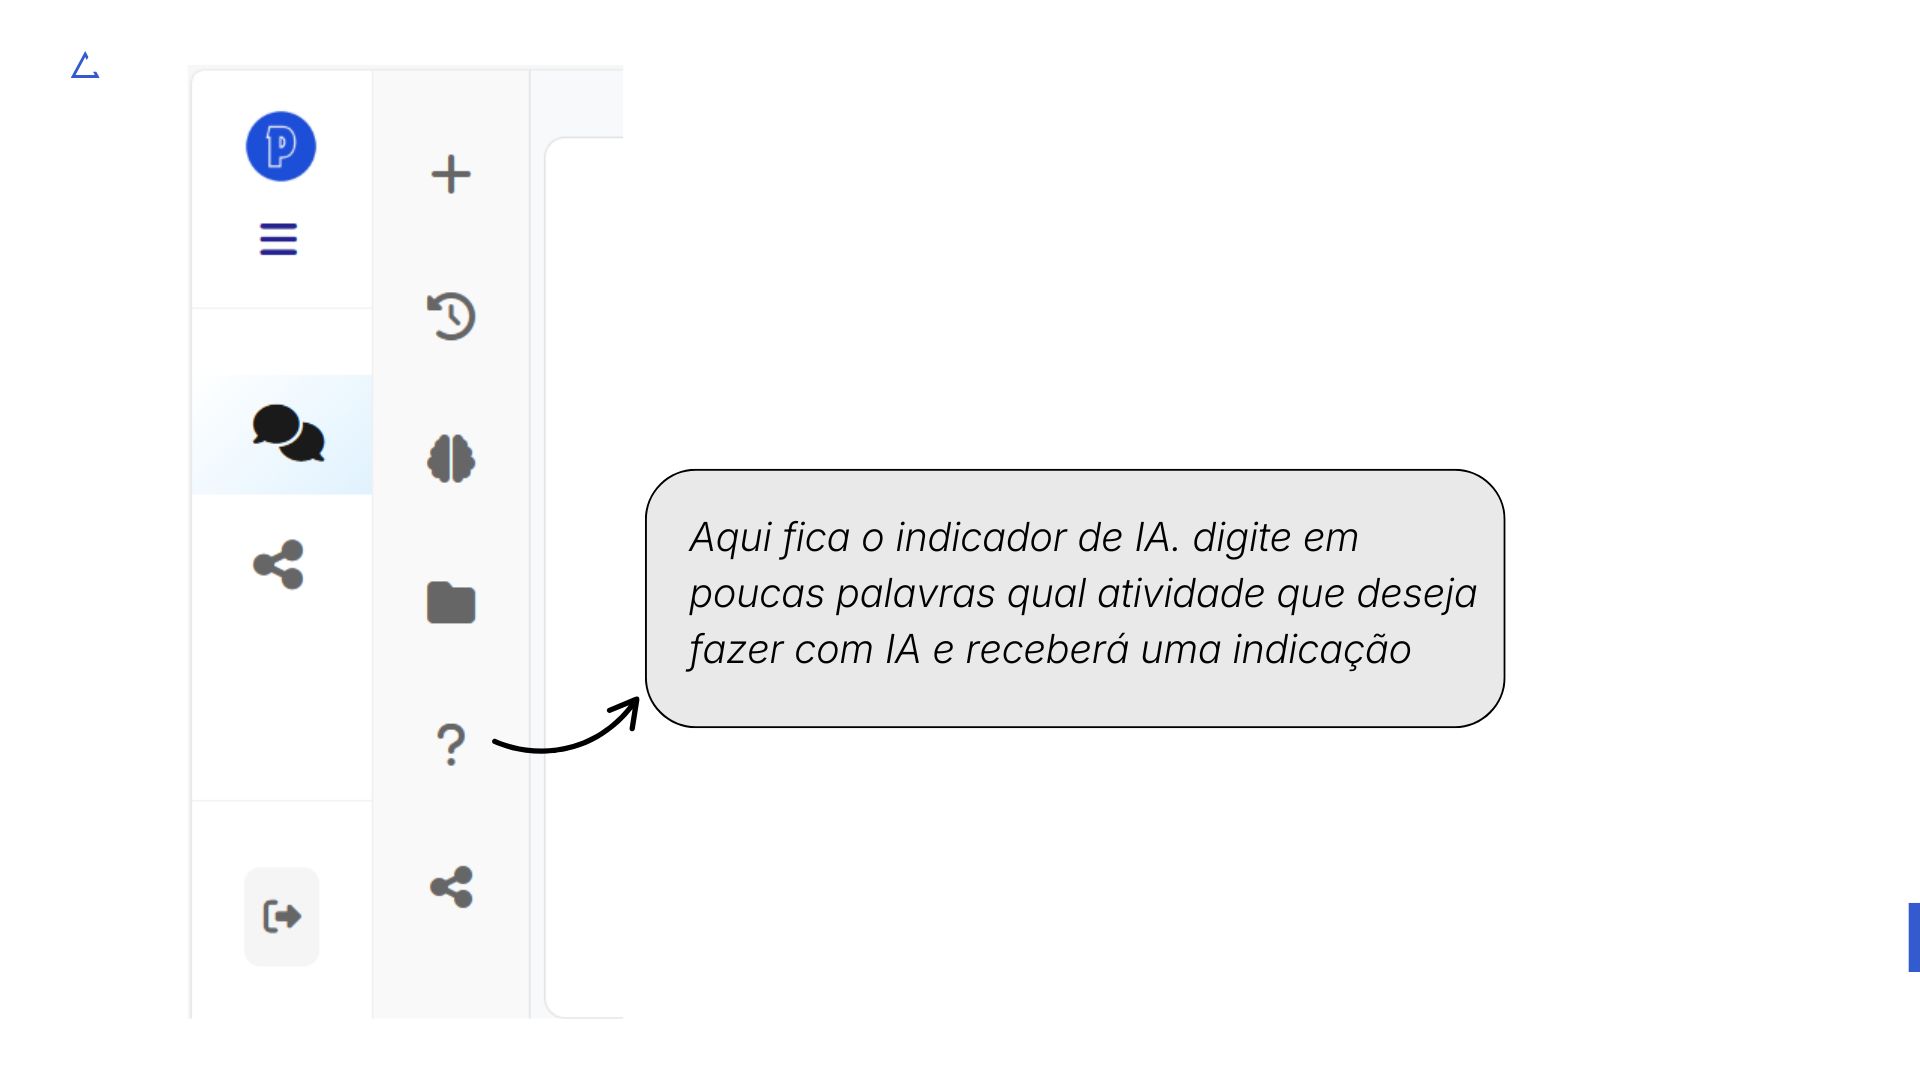 P
Aqui fica o indicador de IA. digite em
poucas palavras qual atividade que deseja
fazer com IA e receberá uma indicação
?